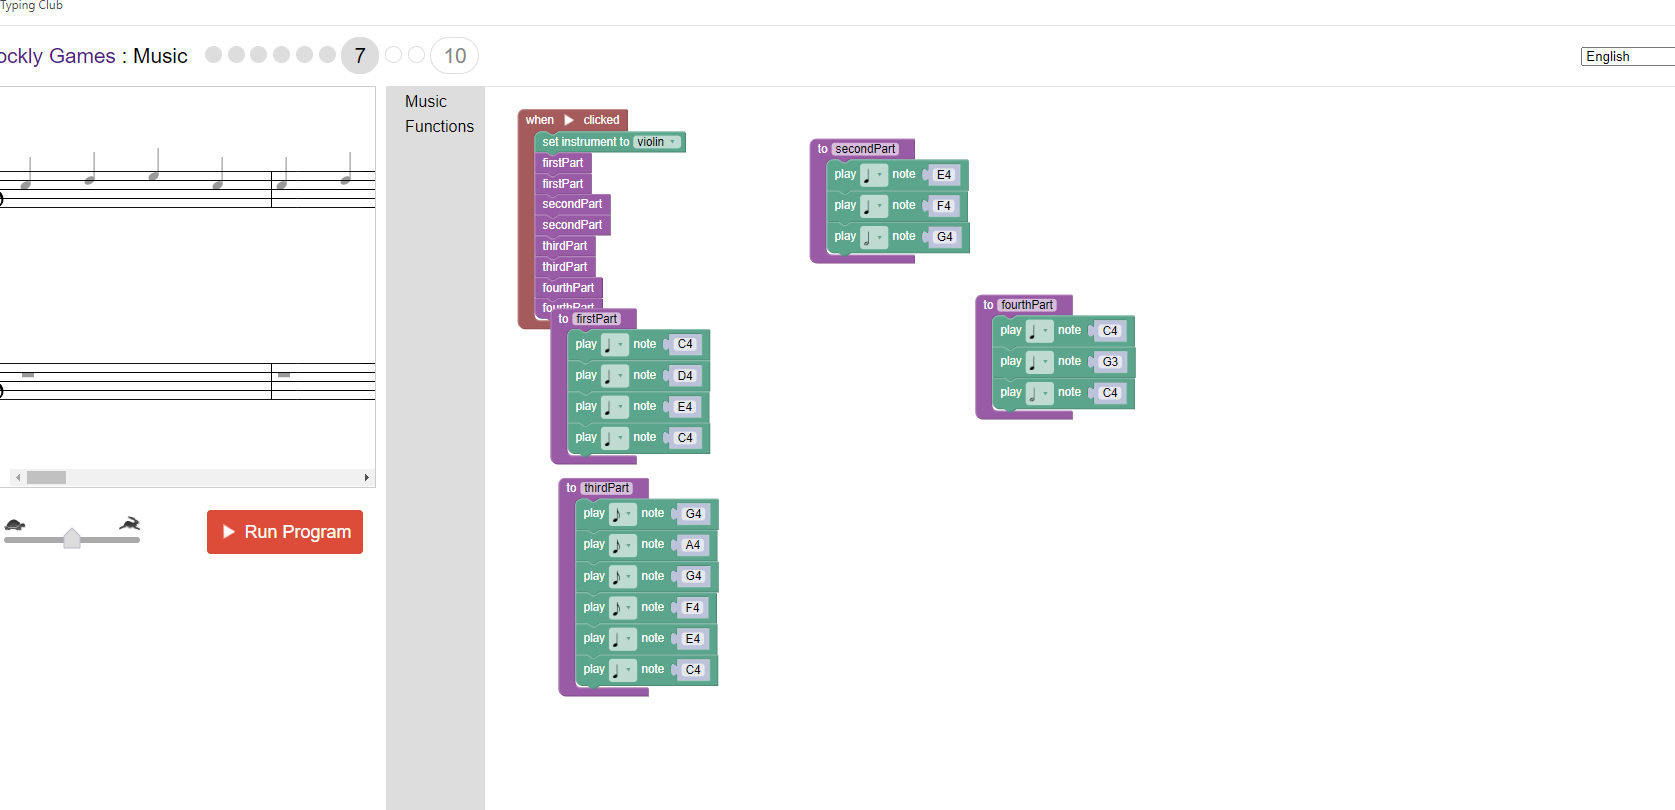 Typing Club
ockly Games : Music 7 10
English
Music
Functions
Run Program
when clicked
set instrument to violin
firstPart
firstPart
secondPart
secondPart
thirdPart
thirdPart
fourthPart
fourthPart
to firstPart
play note C4
play note D4
play note E4
play note C4
to thirdPart
play note G4
play note A4
play note G4
play note F4
play note E4
play note C4
to secondPart
play note E4
play note F4
play note G4
to fourthPart
play note C4
play note G3
play note C4